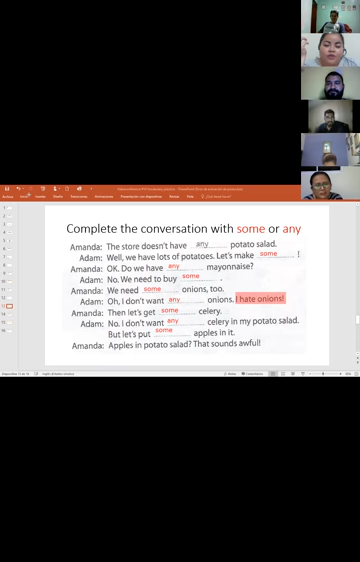 Complete the conversation with some or any
Amanda: The store doesn't have any potato salad.
Adam: Well, we have lots of potatoes. Let's make some !
Amanda: OK. Do we have any mayonnaise?
Adam: No. We need to buy some .
Amanda: We need some onions, too.
Adam: Oh, I don't want any onions. I hate onions!
Amanda: Then let's get some celery.
Adam: No. I don't want any celery in my potato salad.
But let's put some apples in it.
Amanda: Apples in potato salad? That sounds awful!